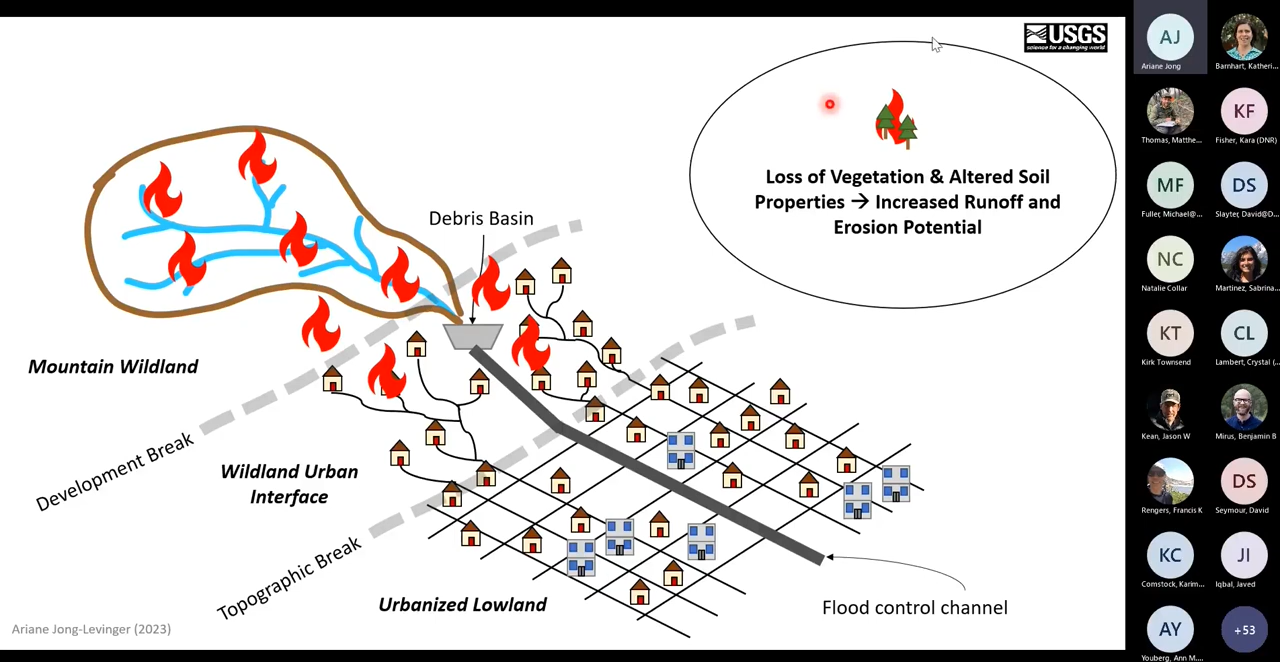 USGS
science for a changing world
Loss of Vegetation & Altered Soil
Properties → Increased Runoff and
Erosion Potential
Debris Basin
Mountain Wildland
Development Break
Wildland Urban
Interface
Topographic Break
Urbanized Lowland
Flood control channel
Ariane Jong-Levinger (2023)
AJ
Ariane Jong
Barnhart, Katheri...
Thomas, Matthe...
KF
Fisher, Kara (DNR)
MF
Fuller, Michael@...
DS
Slayter, David@D...
NC
Natalie Collar
Martinez, Sabrina...
KT
Kirk Townsend
CL
Lambert, Crystal (...
Kean, Jason W
Mirus, Benjamin B
Rengers, Francis K
DS
Seymour, David
KC
Comstock, Karim...
JI
Iqbal, Javed
AY
Youberg, Ann M....
+53